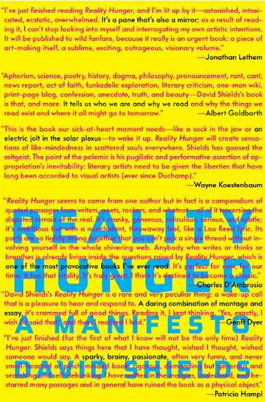 "I've just finished reading Reality Hunger, and I'm lit up by it—astonished, intoxi-
cated, ecstatic, overwhelmed. It's a pane that's also a mirror; as a result of read-
ing it, I can't stop looking into myself and interrogating my own artistic intentions.
It will be published to wild fanfare, because it really is an urgent book: a piece of
art-making itself, a sublime, exciting, outrageous, visionary volume."
—Jonathan Lethem
"Aphorism, science, poetry, history, dogma, philosophy, pronouncement, rant, cant,
news report, act of faith, funkadelic exploration, literary criticism, one-man wiki,
print-page blog, confession, anecdote, truth, and beauty—David Shields's book
is that, and more. It tells us who we are and why we read and why the things we
read exist and where it all might go to tomorrow."
—Albert Goldbarth
"This is the book our sick-at-heart moment needs—like a sock in the jaw or an
electric jolt in the solar plexus—to wake it up. Reality Hunger will create sensa-
tions of like-mindedness in scattered souls everywhere. Shields has goosed the
zeitgeist. The point of the polemic is his pugilistic and performative assertion of ap-
propriation's inevitability: literary artists need to be given the liberties that have
long been accorded to visual artists (ever since Duchamp)."
—Wayne Koestenbaum
"Reality Hunger seems to come from one author but in fact is a compendium of
REALITY
HUNGER
one of the most provocative books I've ever read.
—Charles D'Ambrosio
"David Shields's Reality Hunger is a rare and very peculiar thing: a wake-up call
that is a pleasure to hear and respond to. A daring combination of montage and
essay, it's crammed full of good things. Reading it, I kept thinking, "Yes, exactly, I
—Geoff Dyer
A MANIFESTO
"I've just finished (for the first of what I know will not be the only time) Reality
Hunger. Shields says things here that I have thought, wished I thought, wished
someone would say. It's sparky, brainy, passionate,
DAVID SHIELDS
starred many passages and in general have ruined the book as a physical object."
—Patricia Hampl